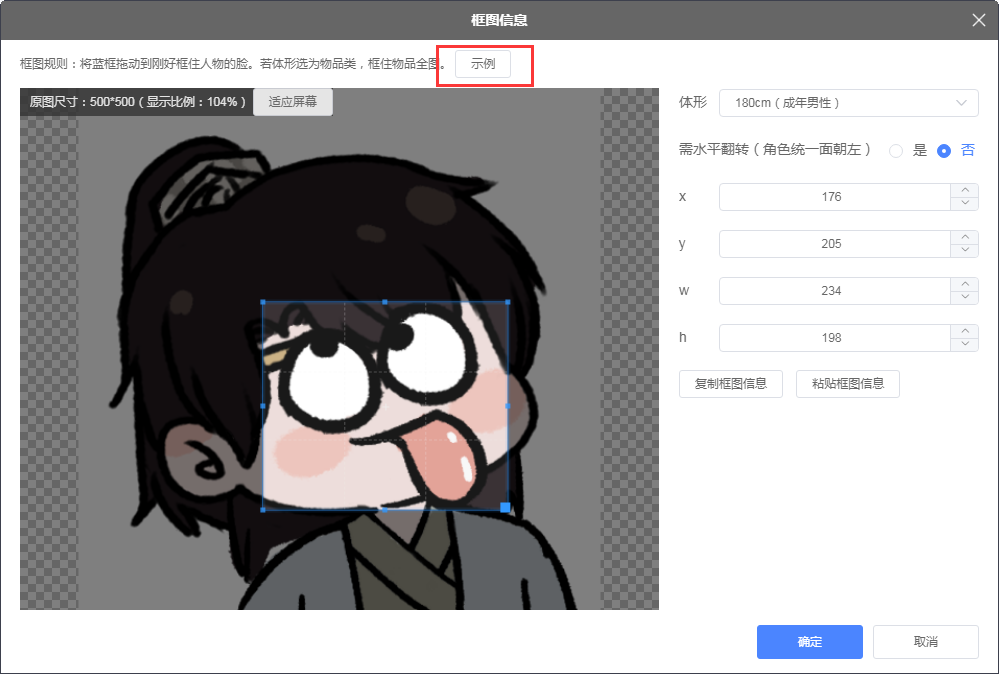 框图信息
框图规则：将蓝框拖动到刚好框住人物的脸。若体形选为物品类，框住物品全图。
示例
原图尺寸：500*500（显示比例：104%）
适应屏幕
体形
180cm（成年男性）
需水平翻转（角色统一面朝左）
是
否
x
176
y
205
w
234
h
198
复制框图信息
粘贴框图信息
确定
取消